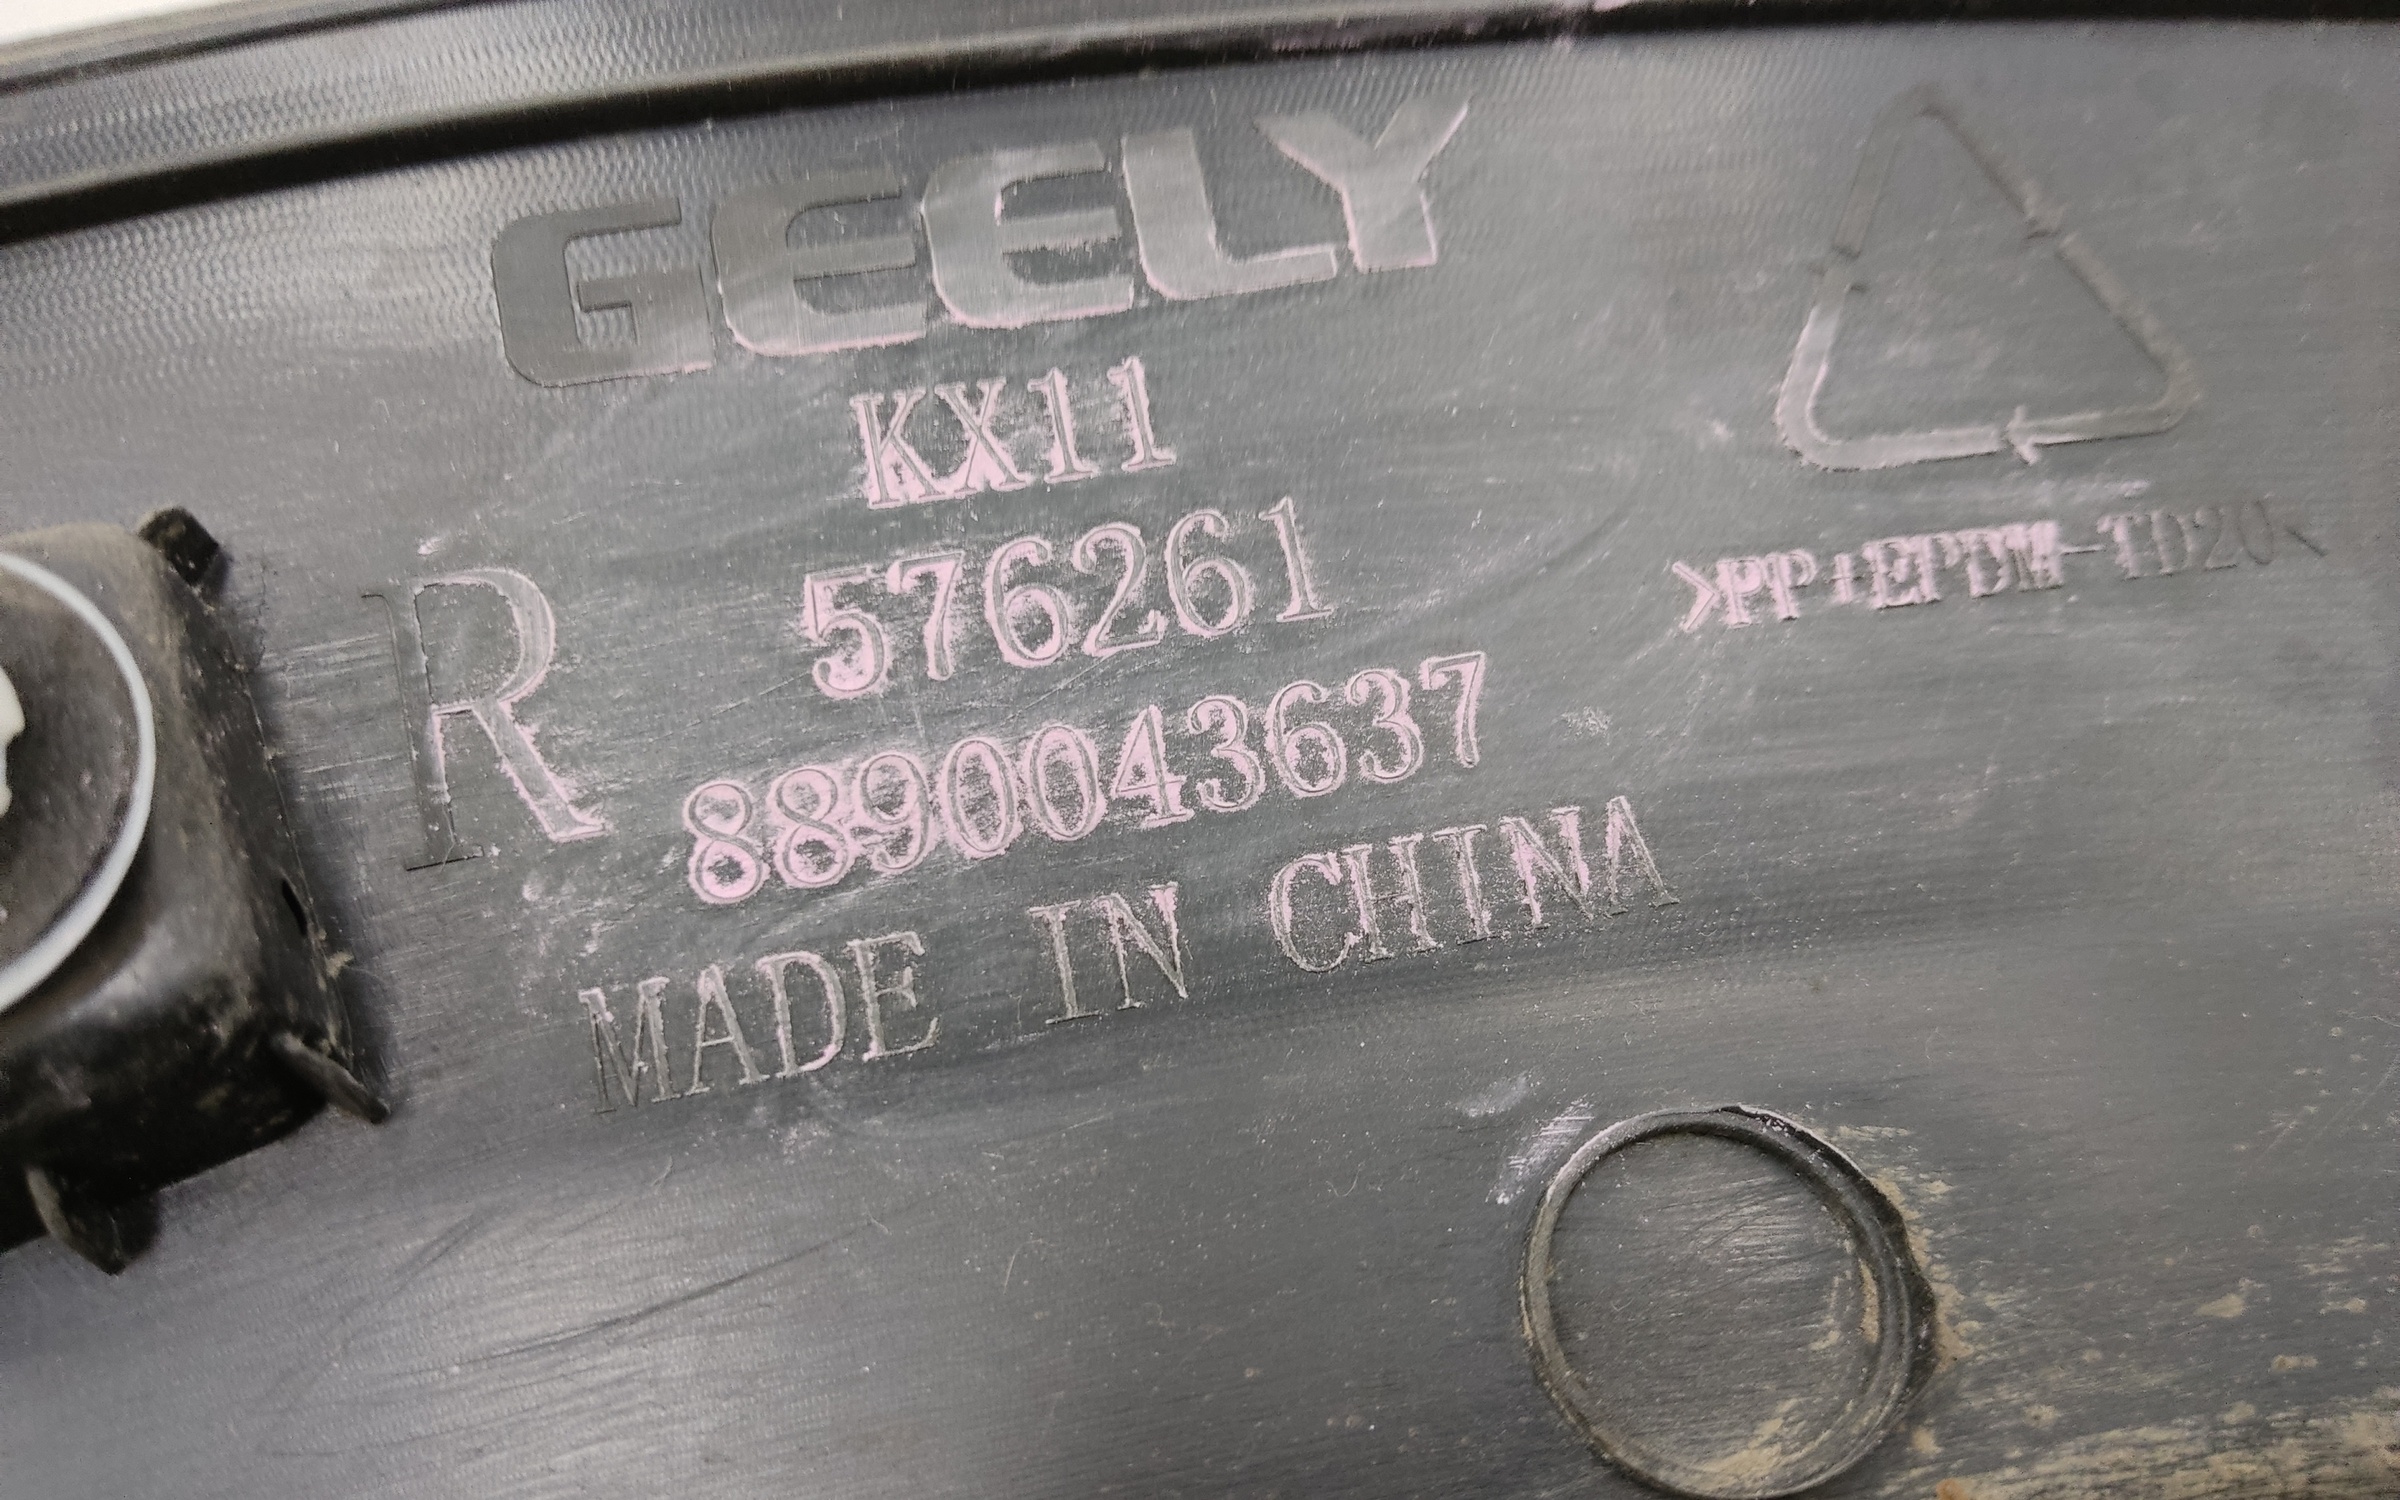 GEELY
KX11
576261
R
8890043637
MADE IN CHINA
>PP+EPDM-TD20<